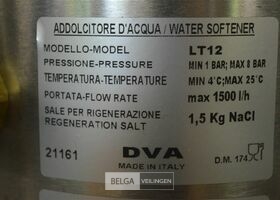 ADDOLCITORE D'ACQUA / WATER SOFTENER
MODELLO-MODEL LT12
PRESSIONE-PRESSURE MIN 1 BAR; MAX 8 BAR
TEMPERATURA-TEMPERATURE MIN 4°C; MAX 25°C
PORTATA-FLOW RATE max 1500 l/h
SALE PER RIGENERAZIONE 1,5 Kg NaCl
REGENERATION SALT
21161 DVA
MADE IN ITALY D.M. 174
BELGA VEILINGEN